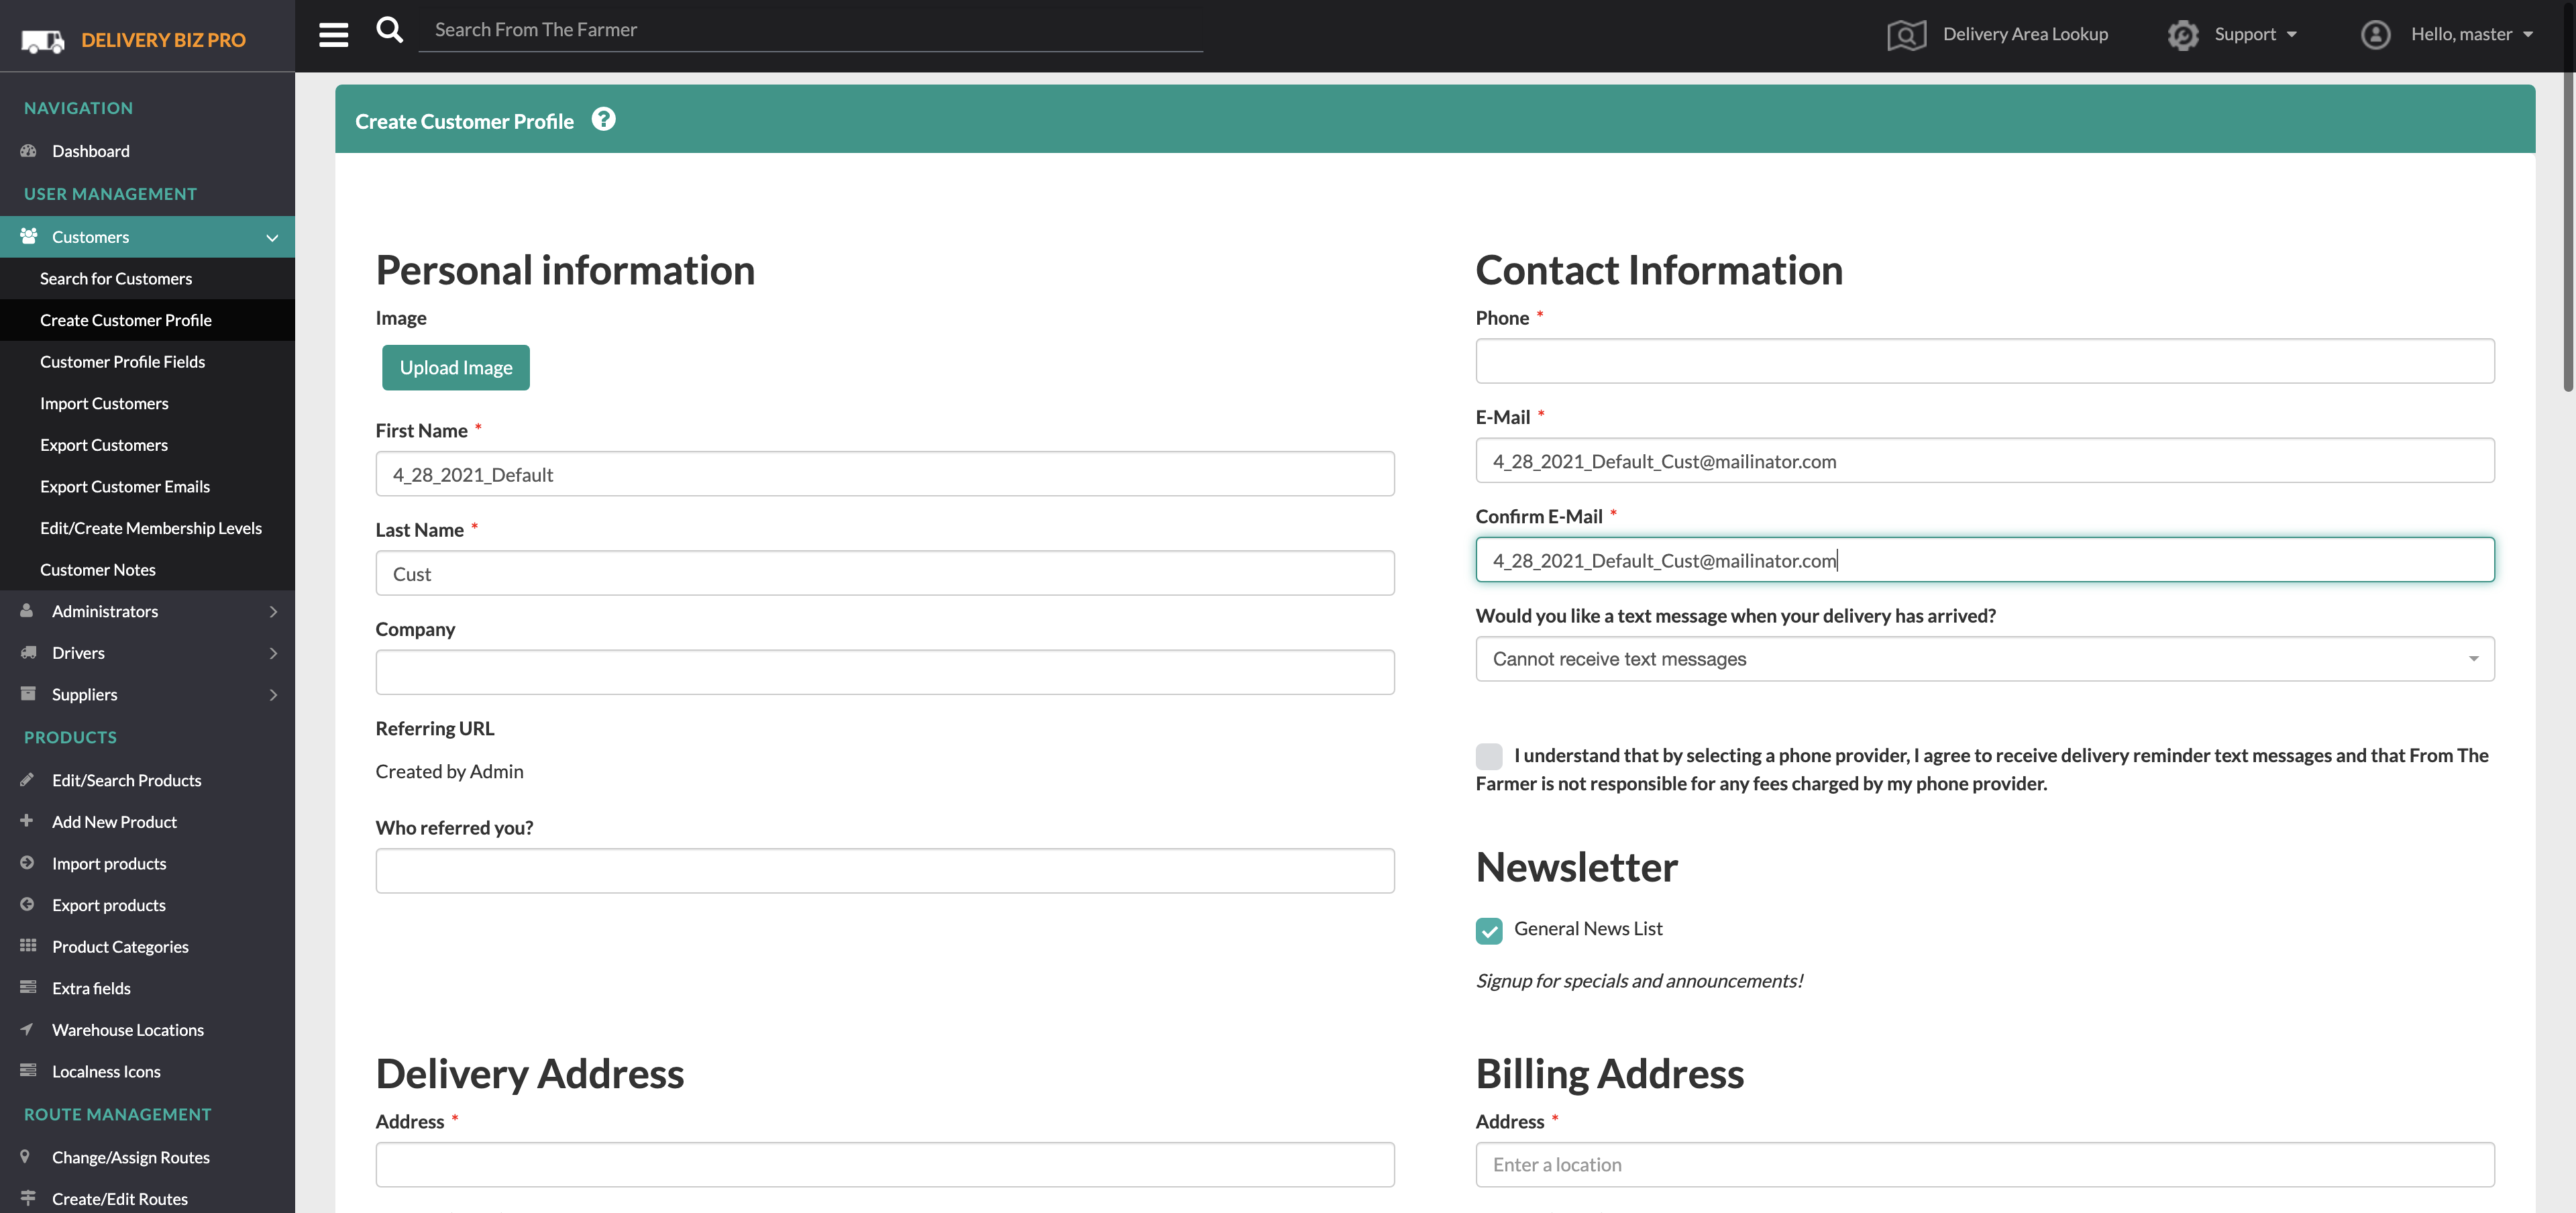 DELIVERY BIZ PRO
Search From The Farmer
Delivery Area Lookup
Support
Hello, master
NAVIGATION
Dashboard
USER MANAGEMENT
Customers
Search for Customers
Create Customer Profile
Customer Profile Fields
Import Customers
Export Customers
Export Customer Emails
Edit/Create Membership Levels
Customer Notes
Administrators
Drivers
Suppliers
PRODUCTS
Edit/Search Products
Add New Product
Import products
Export products
Product Categories
Extra fields
Warehouse Locations
Localness Icons
ROUTE MANAGEMENT
Change/Assign Routes
Create/Edit Routes
Create Customer Profile ?
Personal information
Image
Upload Image
First Name *
4_28_2021_Default
Last Name *
Cust
Company
Referring URL
Created by Admin
Who referred you?
Contact Information
Phone *
E-Mail *
4_28_2021_Default_Cust@mailinator.com
Confirm E-Mail *
4_28_2021_Default_Cust@mailinator.com
Would you like a text message when your delivery has arrived?
Cannot receive text messages
I understand that by selecting a phone provider, I agree to receive delivery reminder text messages and that From The
Farmer is not responsible for any fees charged by my phone provider.
Newsletter
General News List
Signup for specials and announcements!
Delivery Address
Address *
Billing Address
Address *
Enter a location